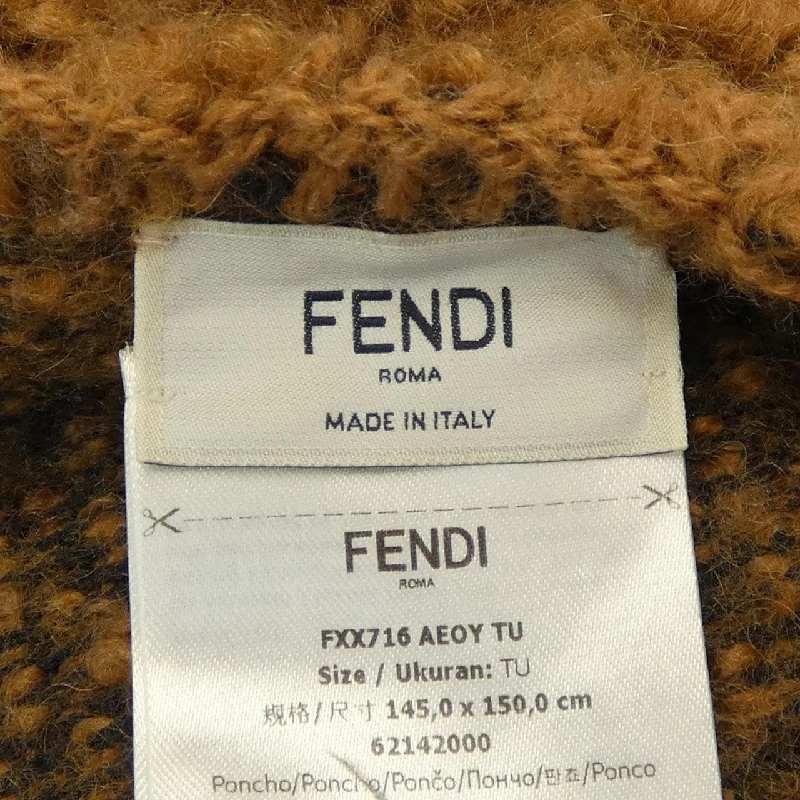 FENDI
ROMA
MADE IN ITALY
FENDI
ROMA
FXX716 AEOY TU
Size / Ukuran: TU
规格/尺寸 145,0 x 150,0 cm
62142000
Poncho/Poncho/Pončo/Пончо/판쵸/Ponco